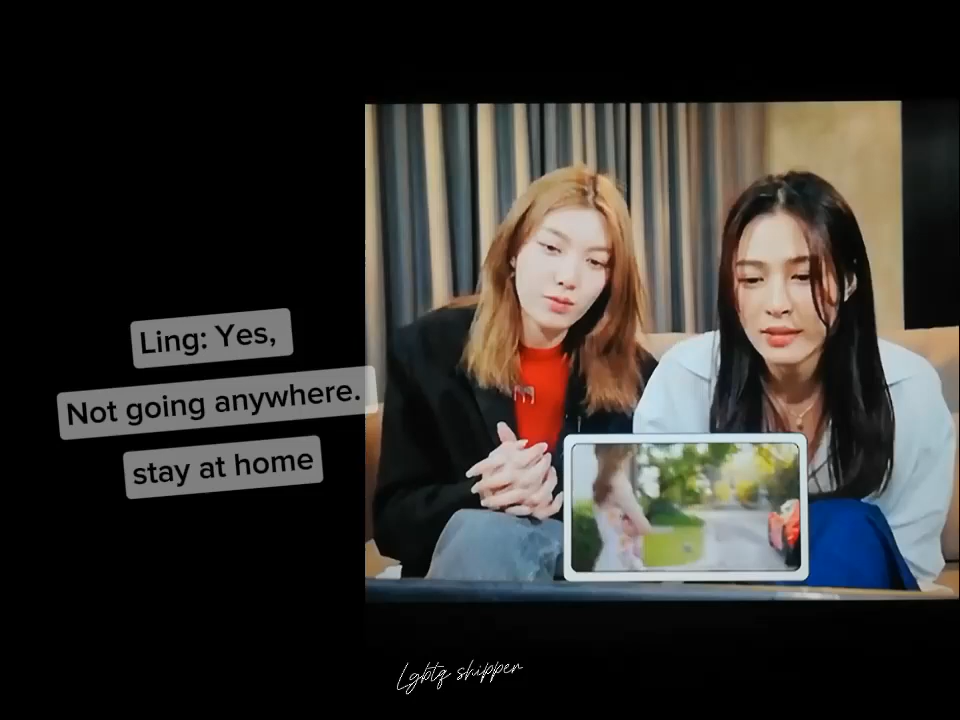 Ling: Yes,
Not going anywhere.
stay at home
Lgbtq shipper